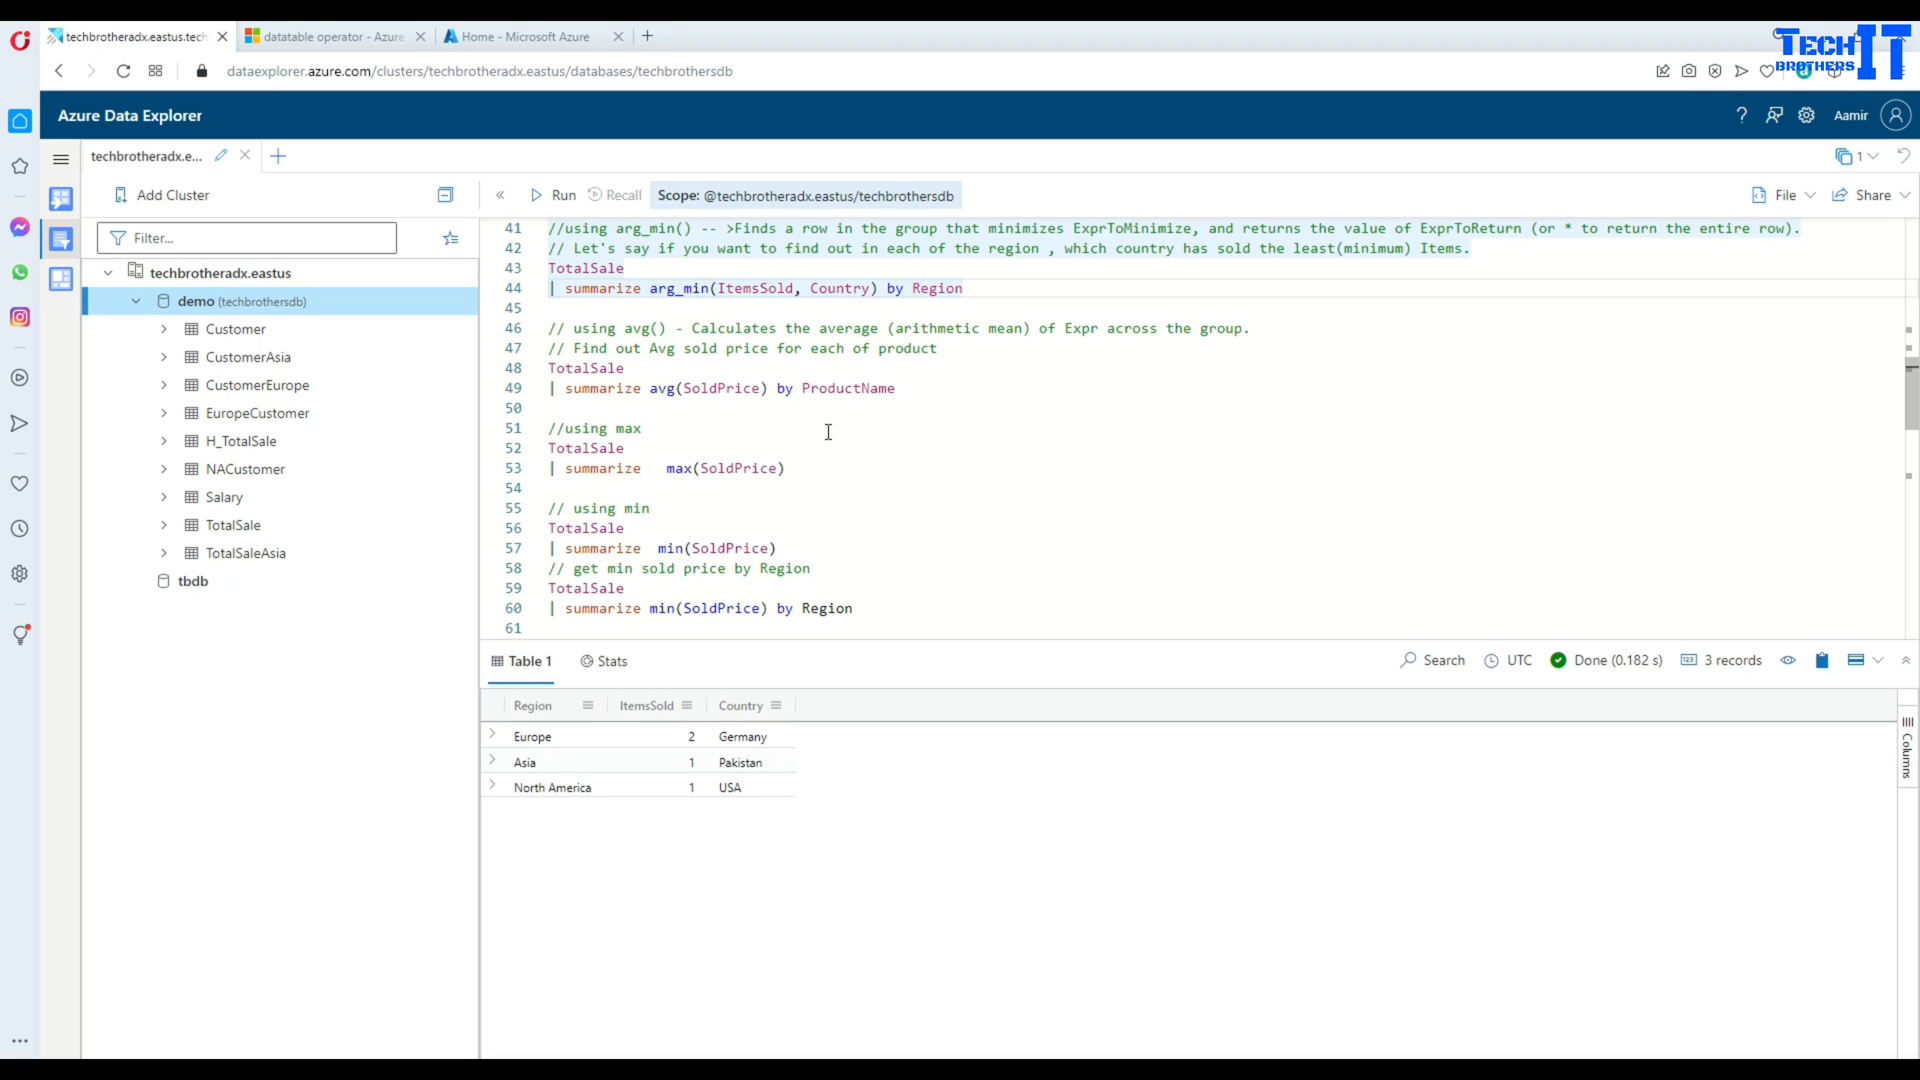 techbrotheradx.eastus.tech
datatable operator - Azure
Home - Microsoft Azure
TECH
BROTHERS
IT
dataexplorer.azure.com/clusters/techbrotheradx.eastus/databases/techbrothersdb
Azure Data Explorer
Aamir
techbrotheradx.e...
1
Add Cluster
Run
Recall
Scope: @techbrotheradx.eastus/techbrothersdb
File
Share
Filter...
techbrotheradx.eastus
demo (techbrothersdb)
Customer
CustomerAsia
CustomerEurope
EuropeCustomer
H_TotalSale
NACustomer
Salary
TotalSale
TotalSaleAsia
tbdb
41 //using arg_min() -- >Finds a row in the group that minimizes ExprToMinimize, and returns the value of ExprToReturn (or * to return the entire row).
42 // Let's say if you want to find out in each of the region , which country has sold the least(minimum) Items.
43 TotalSale
44 | summarize arg_min(ItemsSold, Country) by Region
45
46 // using avg() - Calculates the average (arithmetic mean) of Expr across the group.
47 // Find out Avg sold price for each of product
48 TotalSale
49 | summarize avg(SoldPrice) by ProductName
50
51 //using max
52 TotalSale
53 | summarize   max(SoldPrice)
54
55 // using min
56 TotalSale
57 | summarize  min(SoldPrice)
58 // get min sold price by Region
59 TotalSale
60 | summarize min(SoldPrice) by Region
61
Table 1
Stats
Search
UTC
Done (0.182 s)
3 records
Region ItemsSold Country
Europe 2 Germany
Asia 1 Pakistan
North America 1 USA
Columns